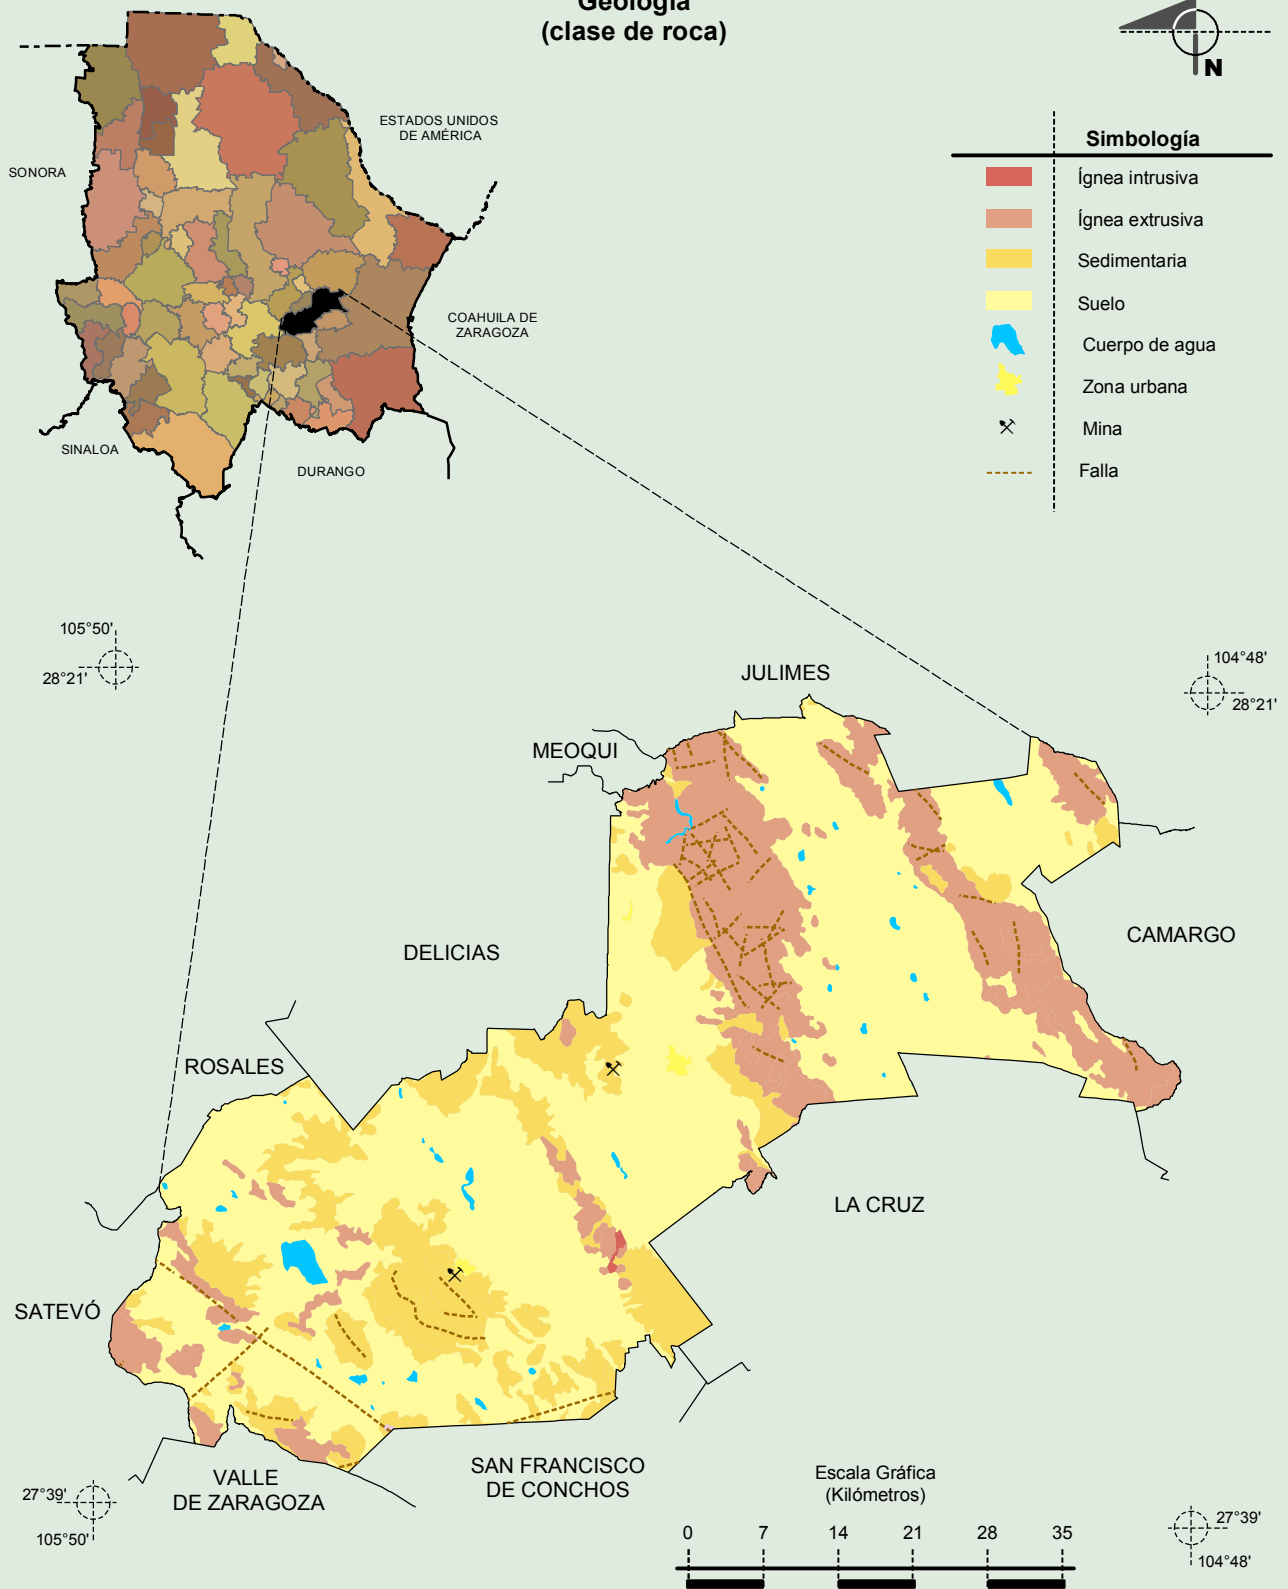 Geología
(clase de roca)
N
ESTADOS UNIDOS
DE AMÉRICA
SONORA
COAHUILA DE
ZARAGOZA
SINALOA
DURANGO
Simbología
Ígnea intrusiva
Ígnea extrusiva
Sedimentaria
Suelo
Cuerpo de agua
Zona urbana
Mina
Falla
105°50'
28°21'
104°48'
28°21'
JULIMES
MEOQUI
DELICIAS
CAMARGO
ROSALES
LA CRUZ
SATEVÓ
VALLE
DE ZARAGOZA
SAN FRANCISCO
DE CONCHOS
27°39'
105°50'
Escala Gráfica
(Kilómetros)
0 7 14 21 28 35
27°39'
104°48'